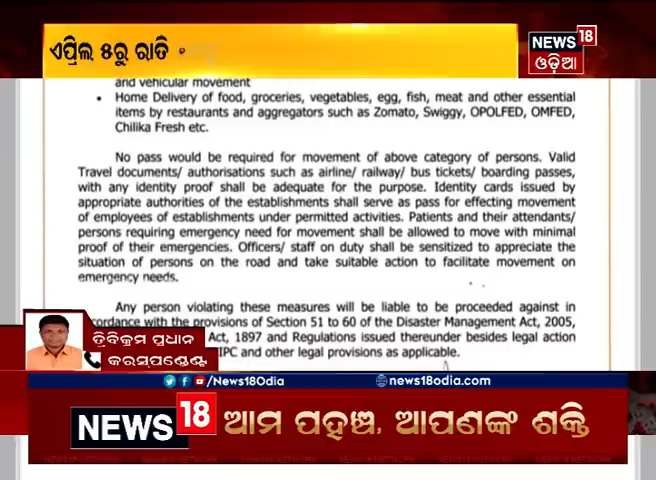 ଏପ୍ରିଲ ୫ରୁ ରାତି
NEWS 18
ଓଡ଼ିଆ
and vehicular movement
• Home Delivery of food, groceries, vegetables, egg, fish, meat and other essential
items by restaurants and aggregators such as Zomato, Swiggy, OPOLFED, OMFED,
Chilika Fresh etc.
No pass would be required for movement of above category of persons. Valid
Travel documents/ authorisations such as airline/ railway/ bus tickets/ boarding passes,
with any identity proof shall be adequate for the purpose. Identity cards issued by
appropriate authorities of the establishments shall serve as pass for effecting movement
of employees of establishments under permitted activities. Patients and their attendants/
persons requiring emergency need for movement shall be allowed to move with minimal
proof of their emergencies. Officers/ staff on duty shall be sensitized to appreciate the
situation of persons on the road and take suitable action to facilitate movement on
emergency needs.
Any person violating these measures will be liable to be proceeded against in
accordance with the provisions of Section 51 to 60 of the Disaster Management Act, 2005,
Act, 1897 and Regulations issued thereunder besides legal action
IPC and other legal provisions as applicable.
ତ୍ରିବିକ୍ରମ ପ୍ରଧାନ
କରସ୍ପଣ୍ଡେଣ୍ଟ
/News18Odia
news18odia.com
NEWS 18 ଆମ ପହଞ୍ଚ, ଆପଣଙ୍କ ଶକ୍ତି